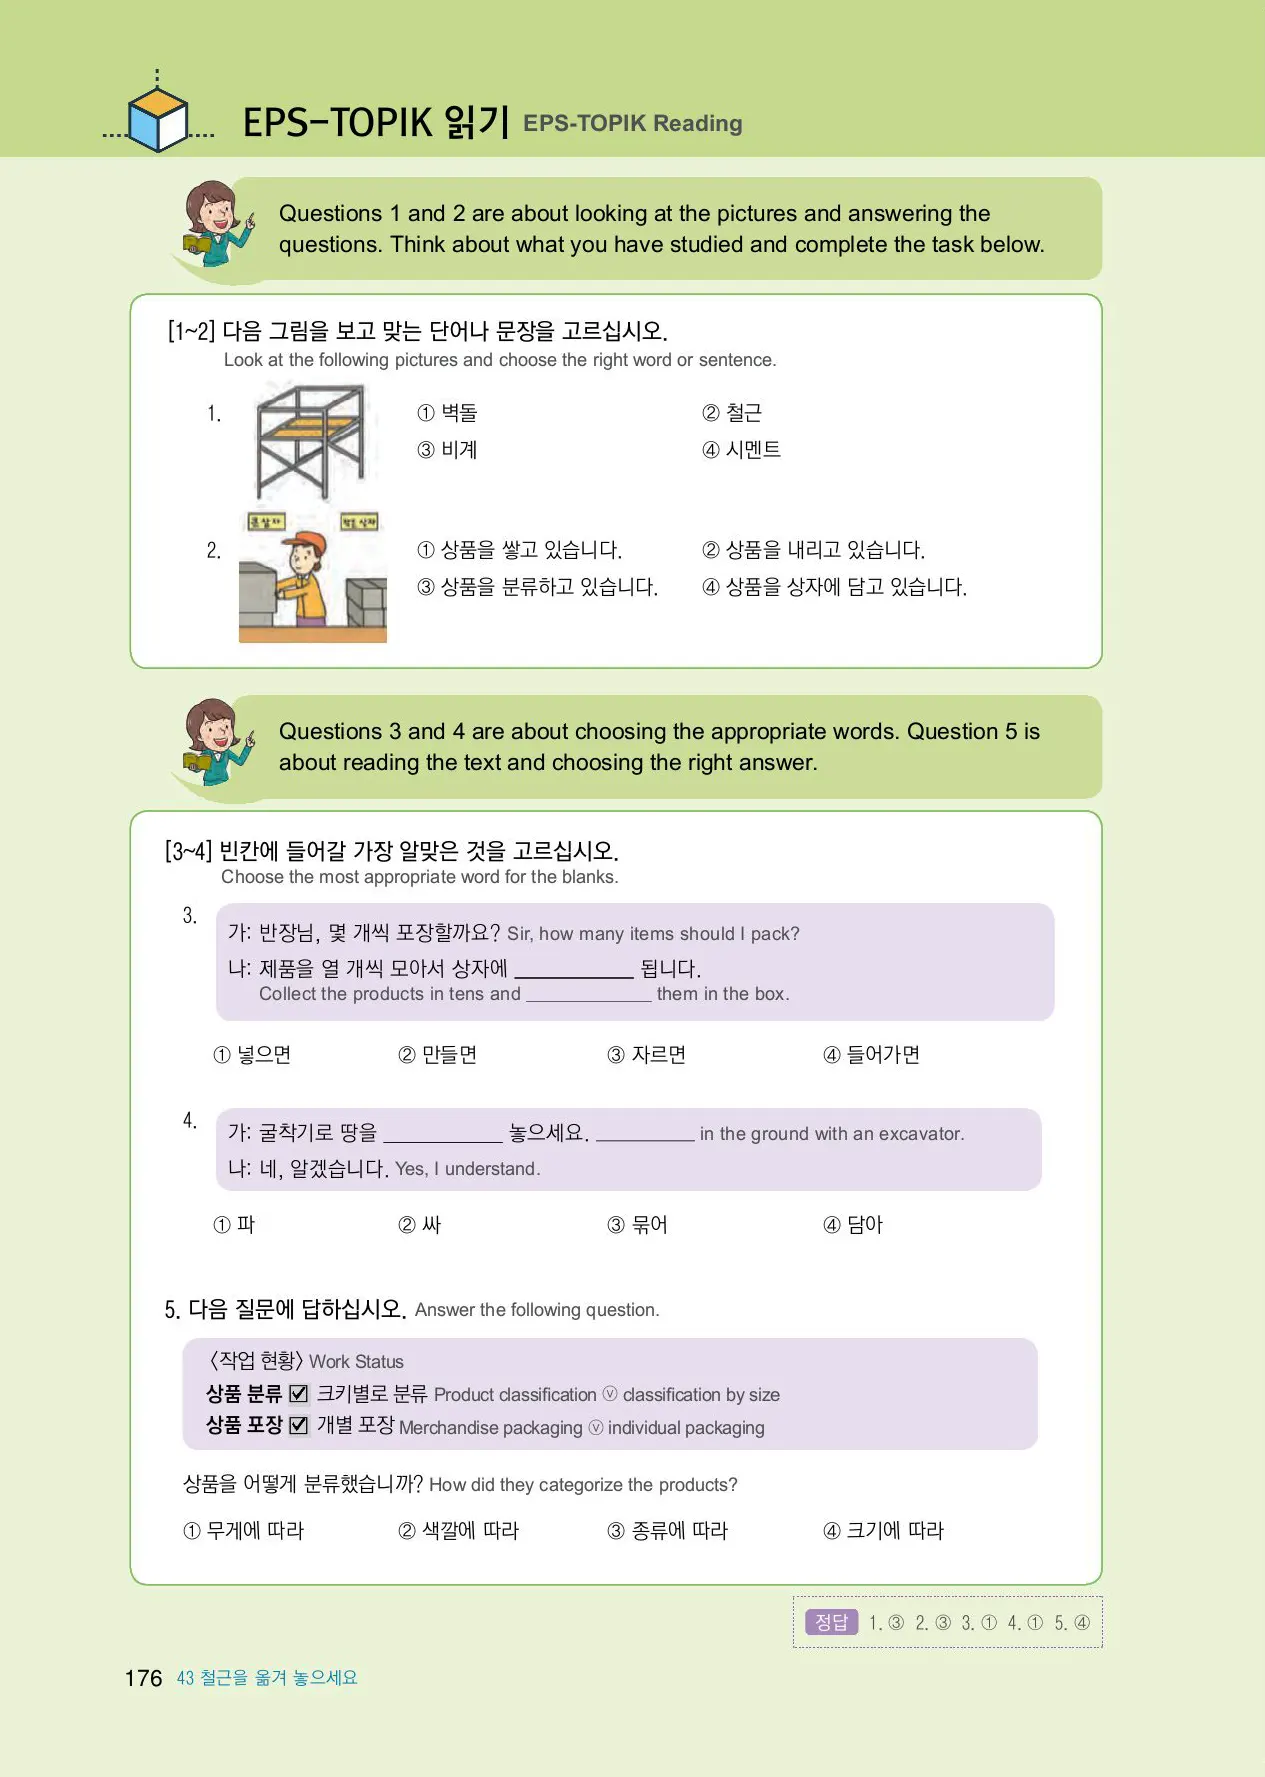 EPS-TOPIK 읽기 EPS-TOPIK Reading
Questions 1 and 2 are about looking at the pictures and answering the
questions. Think about what you have studied and complete the task below.
[1~2] 다음 그림을 보고 맞는 단어나 문장을 고르십시오.
Look at the following pictures and choose the right word or sentence.
1. ① 벽돌 ② 철근
③ 비계 ④ 시멘트
큰 상자 작은 상자
2. ① 상품을 쌓고 있습니다. ② 상품을 내리고 있습니다.
③ 상품을 분류하고 있습니다. ④ 상품을 상자에 담고 있습니다.
Questions 3 and 4 are about choosing the appropriate words. Question 5 is
about reading the text and choosing the right answer.
[3~4] 빈칸에 들어갈 가장 알맞은 것을 고르십시오.
Choose the most appropriate word for the blanks.
3. 가: 반장님, 몇 개씩 포장할까요? Sir, how many items should I pack?
나: 제품을 열 개씩 모아서 상자에 ____________ 됩니다.
Collect the products in tens and ____________ them in the box.
① 넣으면 ② 만들면 ③ 자르면 ④ 들어가면
4. 가: 굴착기로 땅을 ____________ 놓으세요. __________ in the ground with an excavator.
나: 네, 알겠습니다. Yes, I understand.
① 파 ② 싸 ③ 묶어 ④ 담아
5. 다음 질문에 답하십시오. Answer the following question.
〈작업 현황〉 Work Status
상품 분류 ☑ 크키별로 분류 Product classification ⓥ classification by size
상품 포장 ☑ 개별 포장 Merchandise packaging ⓥ individual packaging
상품을 어떻게 분류했습니까? How did they categorize the products?
① 무게에 따라 ② 색깔에 따라 ③ 종류에 따라 ④ 크기에 따라
정답 1. ③ 2. ③ 3. ① 4. ① 5. ④
176 43 철근을 옮겨 놓으세요